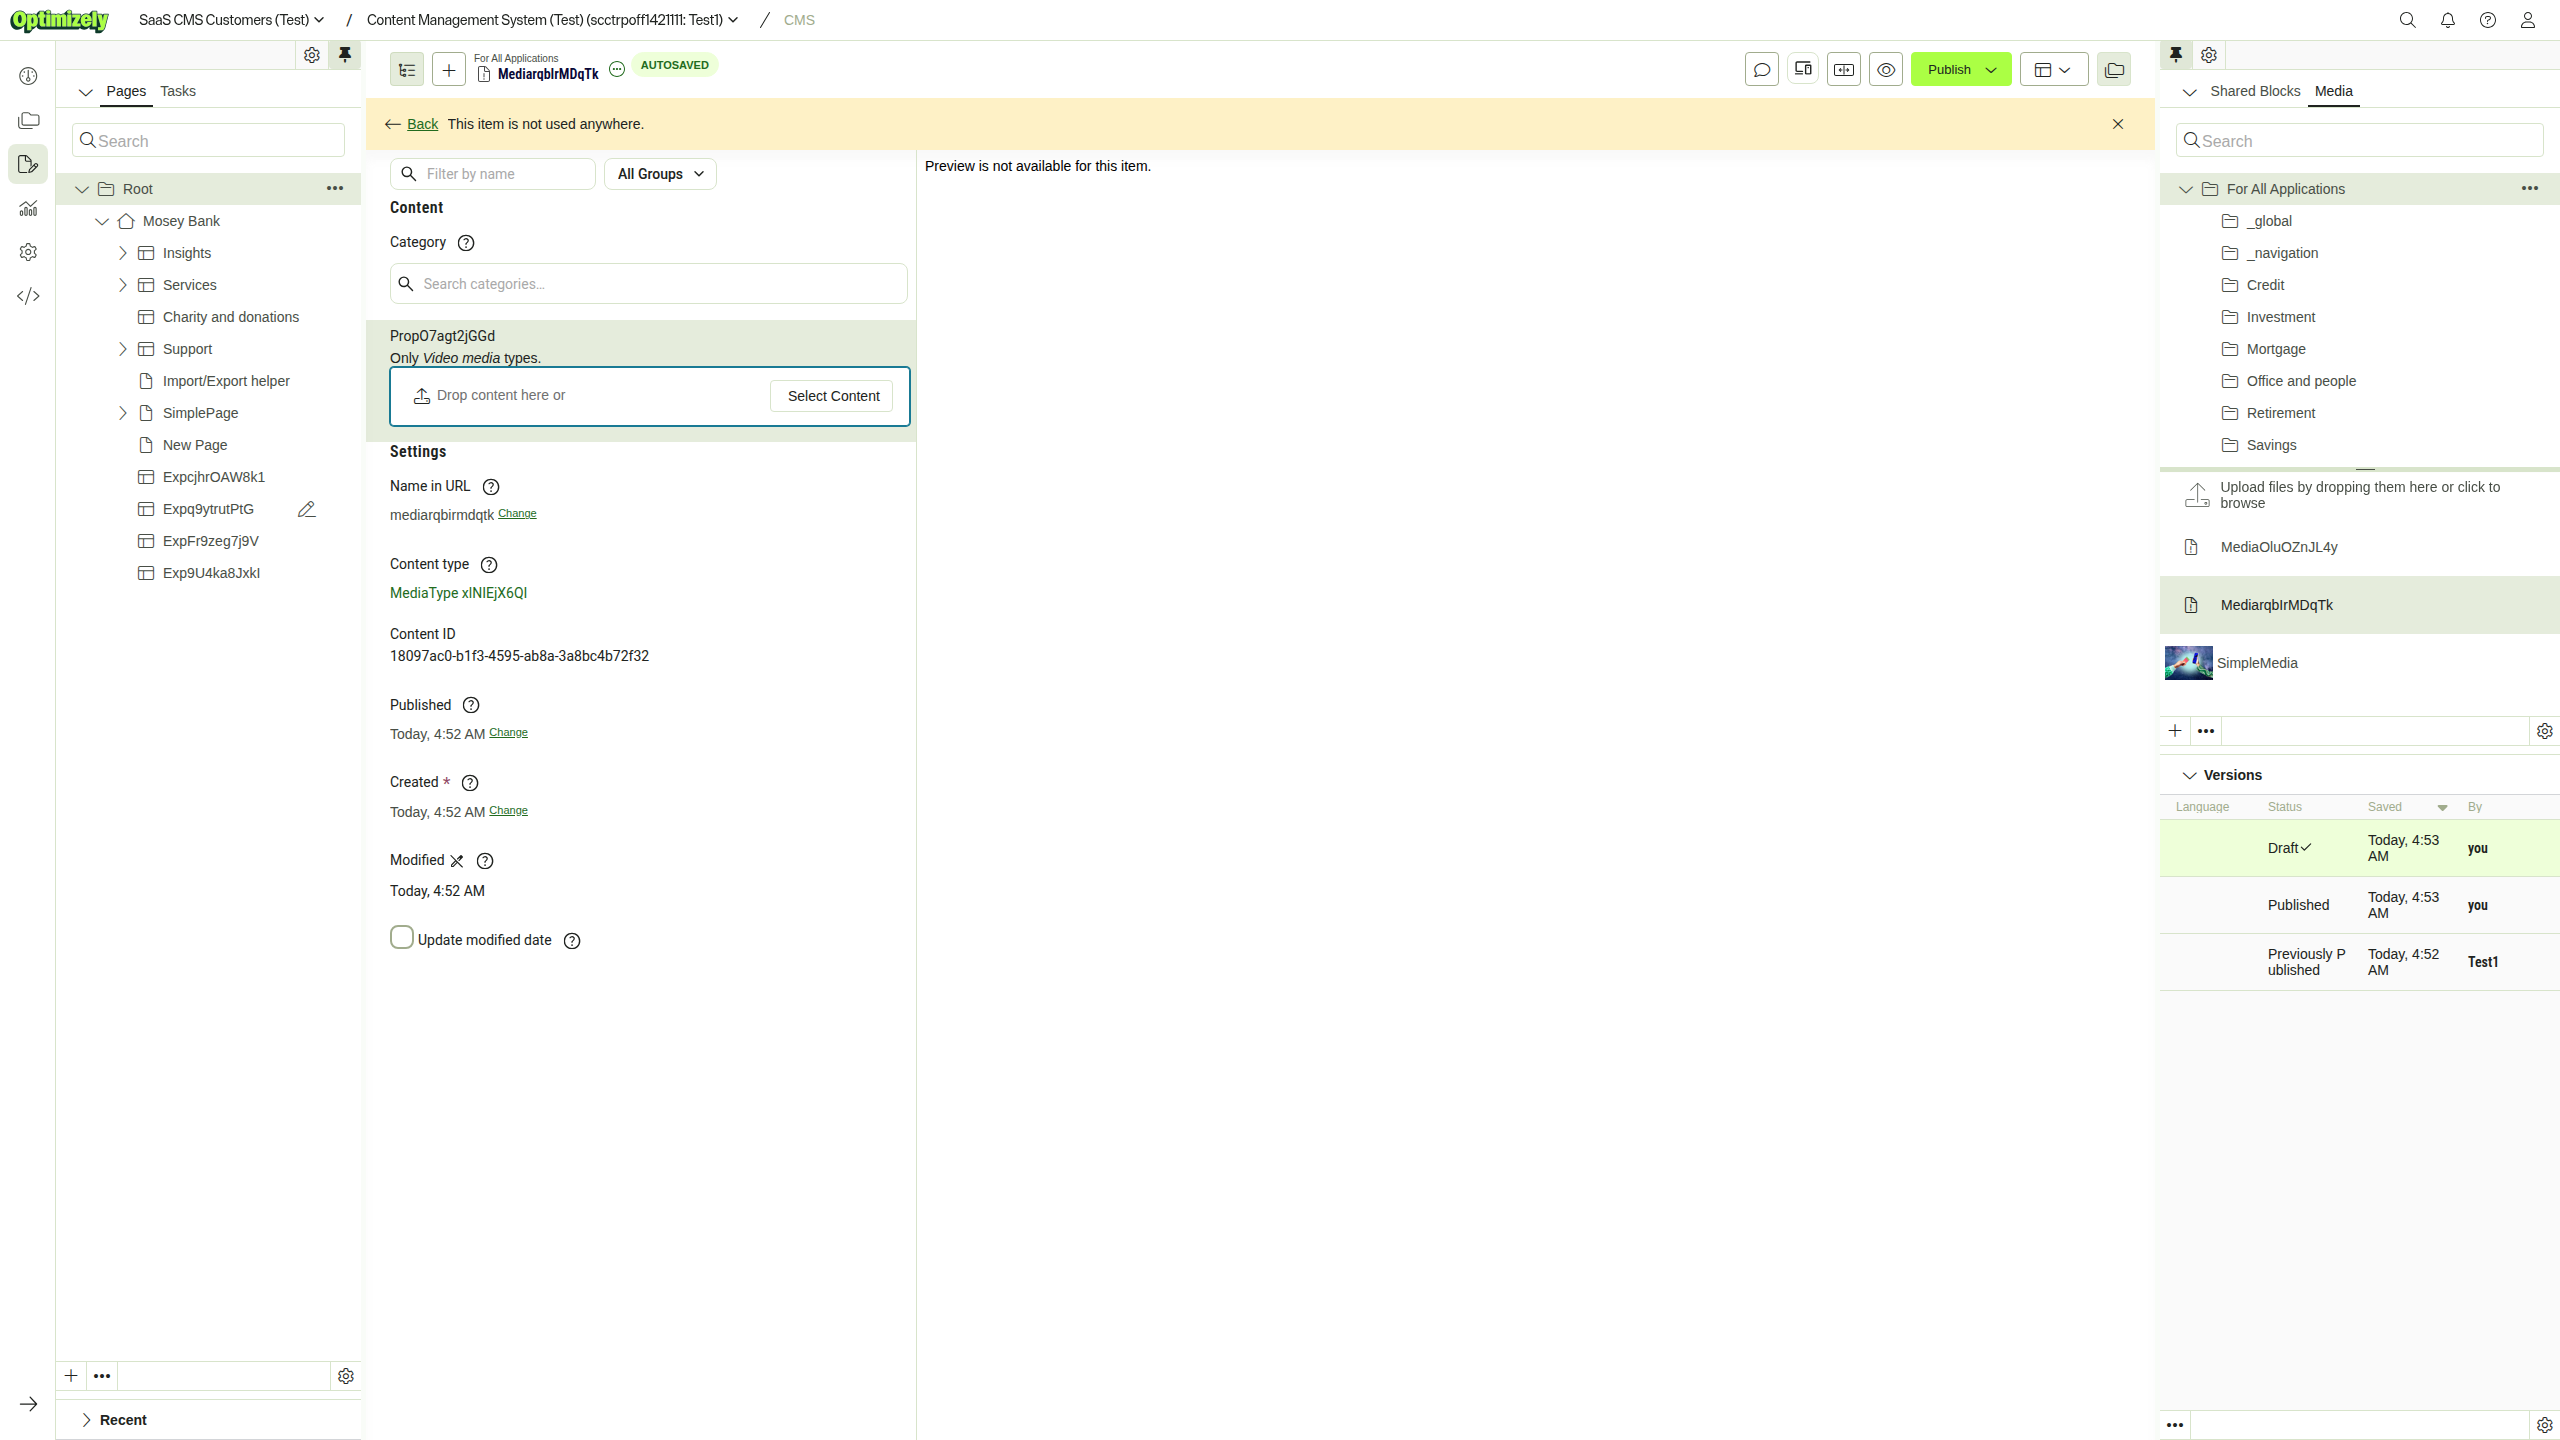 Optimizely
SaaS CMS Customers (Test) / Content Management System (Test) (scctrpoff1421111: Test1) / CMS
Pages Tasks
Search
Root
Mosey Bank
Insights
Services
Charity and donations
Support
Import/Export helper
SimplePage
New Page
ExpcjhrOAW8k1
Expq9ytrutPtG
ExpFr9zeg7j9V
Exp9U4ka8JxkI
Recent
For All Applications
MediarqbIrMDqTk
AUTOSAVED
Publish
Back This item is not used anywhere.
Filter by name
All Groups
Content
Category
Search categories...
PropO7agt2jGGd
Only Video media types.
Drop content here or
Select Content
Settings
Name in URL
mediarqbirmdqtk Change
Content type
MediaType xINIEjX6QI
Content ID
18097ac0-b1f3-4595-ab8a-3a8bc4b72f32
Published
Today, 4:52 AM Change
Created *
Today, 4:52 AM Change
Modified
Today, 4:52 AM
Update modified date
Preview is not available for this item.
Shared Blocks Media
Search
For All Applications
_global
_navigation
Credit
Investment
Mortgage
Office and people
Retirement
Savings
Upload files by dropping them here or click to
browse
MediaOluOZnJL4y
MediarqbIrMDqTk
SimpleMedia
Versions
Language Status Saved By
Draft Today, 4:53 AM you
Published Today, 4:53 AM you
Previously Published Today, 4:52 AM Test1